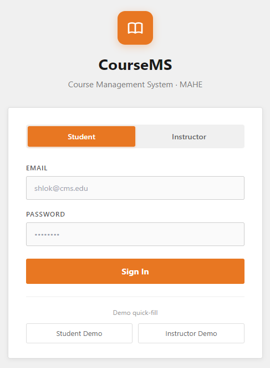 CourseMS
Course Management System · MAHE
Student Instructor
EMAIL
shlok@cms.edu
PASSWORD
••••••••
Sign In
Demo quick-fill
Student Demo Instructor Demo